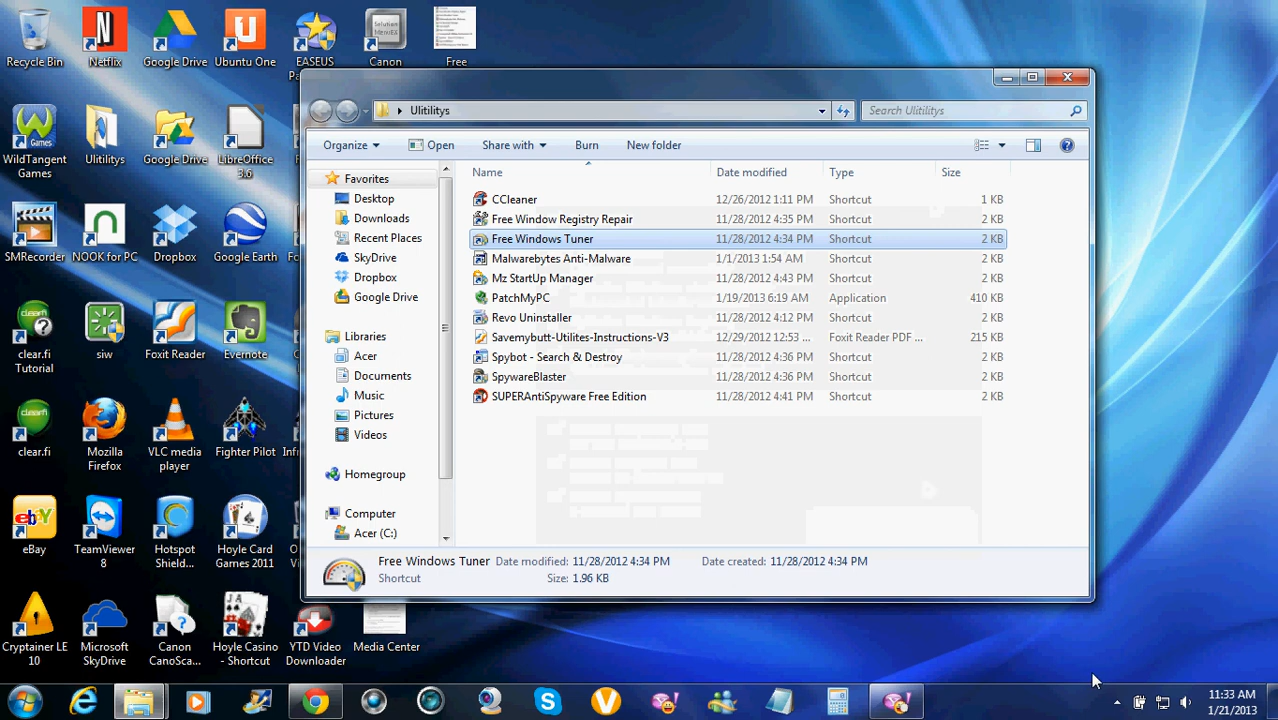 Recycle Bin
Netflix
Google Drive
Ubuntu One
EASEUS
Canon
Free
Solution
MenuEX
Ulitilitys
Search Ulitilitys
Organize
Open
Share with
Burn
New folder
Name
Date modified
Type
Size
Favorites
Desktop
Downloads
Recent Places
SkyDrive
Dropbox
Google Drive
Libraries
Acer
Documents
Music
Pictures
Videos
Homegroup
Computer
Acer (C:)
CCleaner 12/26/2012 1:11 PM Shortcut 1 KB
Free Window Registry Repair 11/28/2012 4:35 PM Shortcut 2 KB
Free Windows Tuner 11/28/2012 4:34 PM Shortcut 2 KB
Malwarebytes Anti-Malware 1/1/2013 1:54 AM Shortcut 2 KB
Mz StartUp Manager 11/28/2012 4:43 PM Shortcut 2 KB
PatchMyPC 1/19/2013 6:19 AM Application 410 KB
Revo Uninstaller 11/28/2012 4:12 PM Shortcut 2 KB
Savemybutt-Utilites-Instructions-V3 12/29/2012 12:53 ... Foxit Reader PDF ... 215 KB
Spybot - Search & Destroy 11/28/2012 4:36 PM Shortcut 2 KB
SpywareBlaster 11/28/2012 4:36 PM Shortcut 2 KB
SUPERAntiSpyware Free Edition 11/28/2012 4:41 PM Shortcut 2 KB
Free Windows Tuner Date modified: 11/28/2012 4:34 PM Date created: 11/28/2012 4:34 PM
Shortcut Size: 1.96 KB
WildTangent
Games
Ulitilitys
Google Drive
LibreOffice
3.6
SMRecorder
NOOK for PC
Dropbox
Google Earth
clear.fi
Tutorial
siw
Foxit Reader
Evernote
clear.fi
Mozilla
Firefox
VLC media
player
Fighter Pilot
eBay
TeamViewer
8
Hotspot
Shield...
Hoyle Card
Games 2011
Cryptainer LE
10
Microsoft
SkyDrive
Canon
CanoSca...
Hoyle Casino
- Shortcut
YTD Video
Downloader
Media Center
11:33 AM
1/21/2013